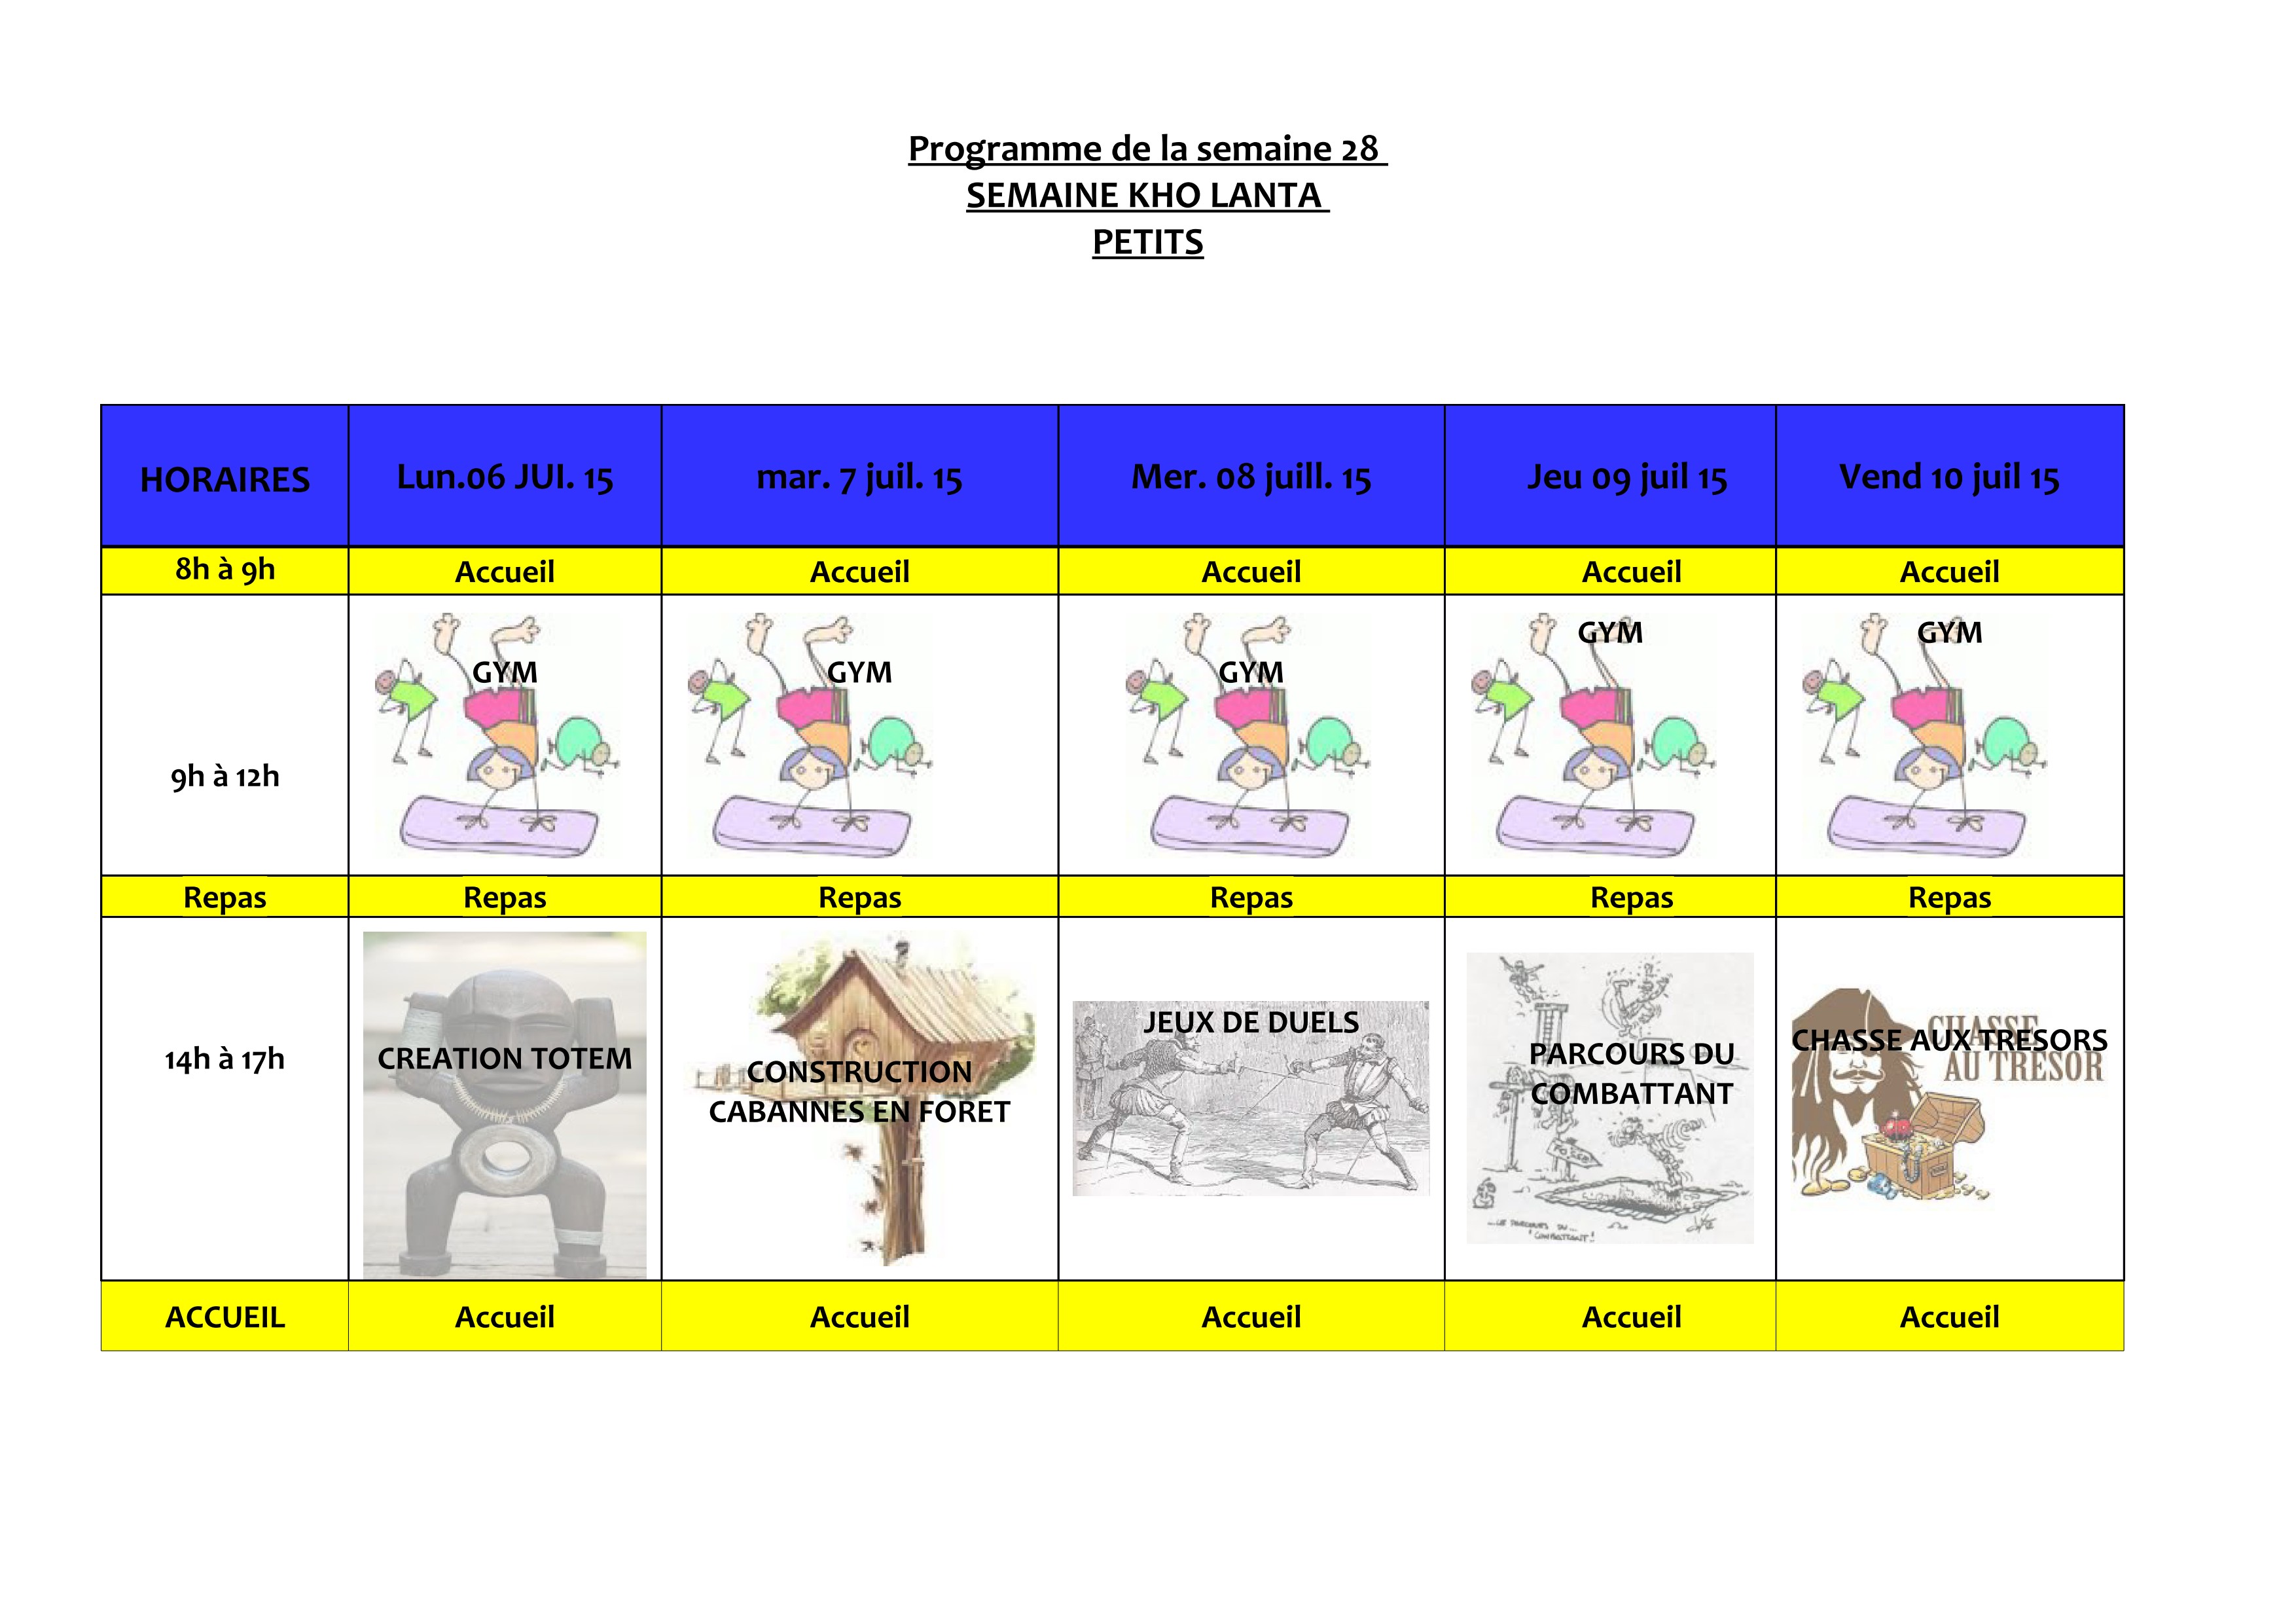 Programme de la semaine 28
SEMAINE KHO LANTA
PETITS
HORAIRES
Lun.06 JUI. 15
mar. 7 juil. 15
Mer. 08 juill. 15
Jeu 09 juil 15
Vend 10 juil 15
8h à 9h
Accueil
Accueil
Accueil
Accueil
Accueil
9h à 12h
GYM
GYM
GYM
GYM
GYM
Repas
Repas
Repas
Repas
Repas
Repas
14h à 17h
CREATION TOTEM
CONSTRUCTION
CABANNES EN FORET
JEUX DE DUELS
PARCOURS DU
COMBATTANT
...LE PARCOURS DU...
COMBATTANT!
CHASSE AUX TRESORS
CHASSE
AU TRESOR
ACCUEIL
Accueil
Accueil
Accueil
Accueil
Accueil